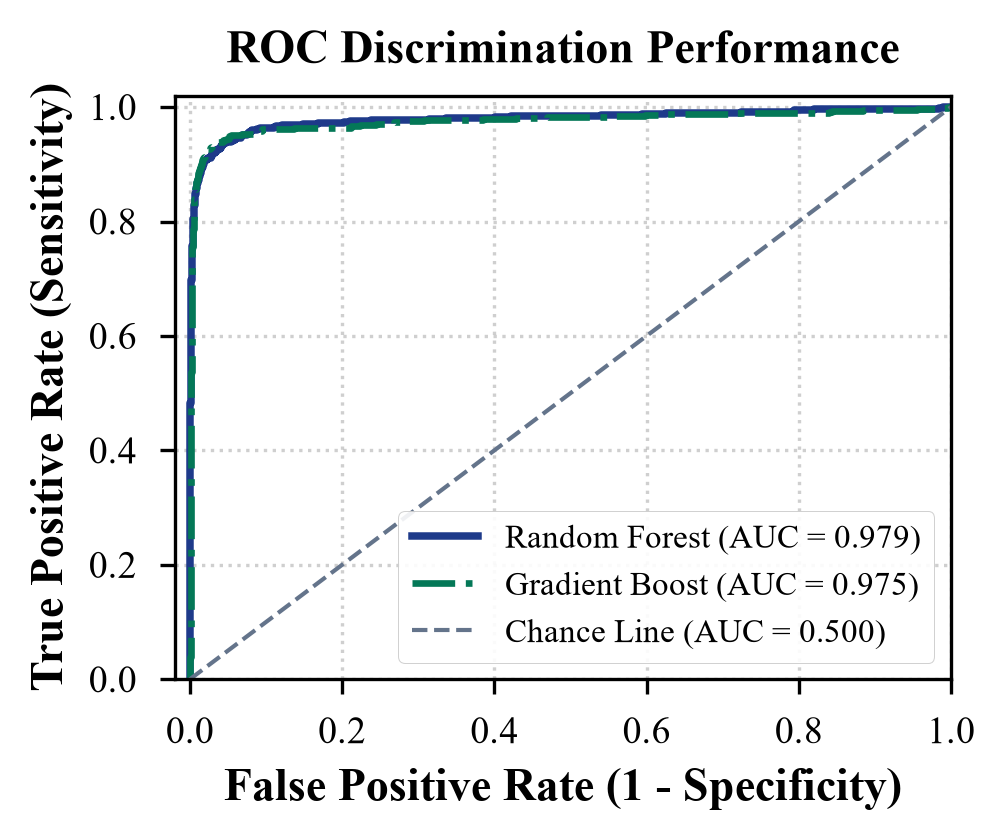 ROC Discrimination Performance
True Positive Rate (Sensitivity)
1.0
0.8
0.6
0.4
0.2
0.0
Random Forest (AUC = 0.979)
Gradient Boost (AUC = 0.975)
Chance Line (AUC = 0.500)
0.0 0.2 0.4 0.6 0.8 1.0
False Positive Rate (1 - Specificity)